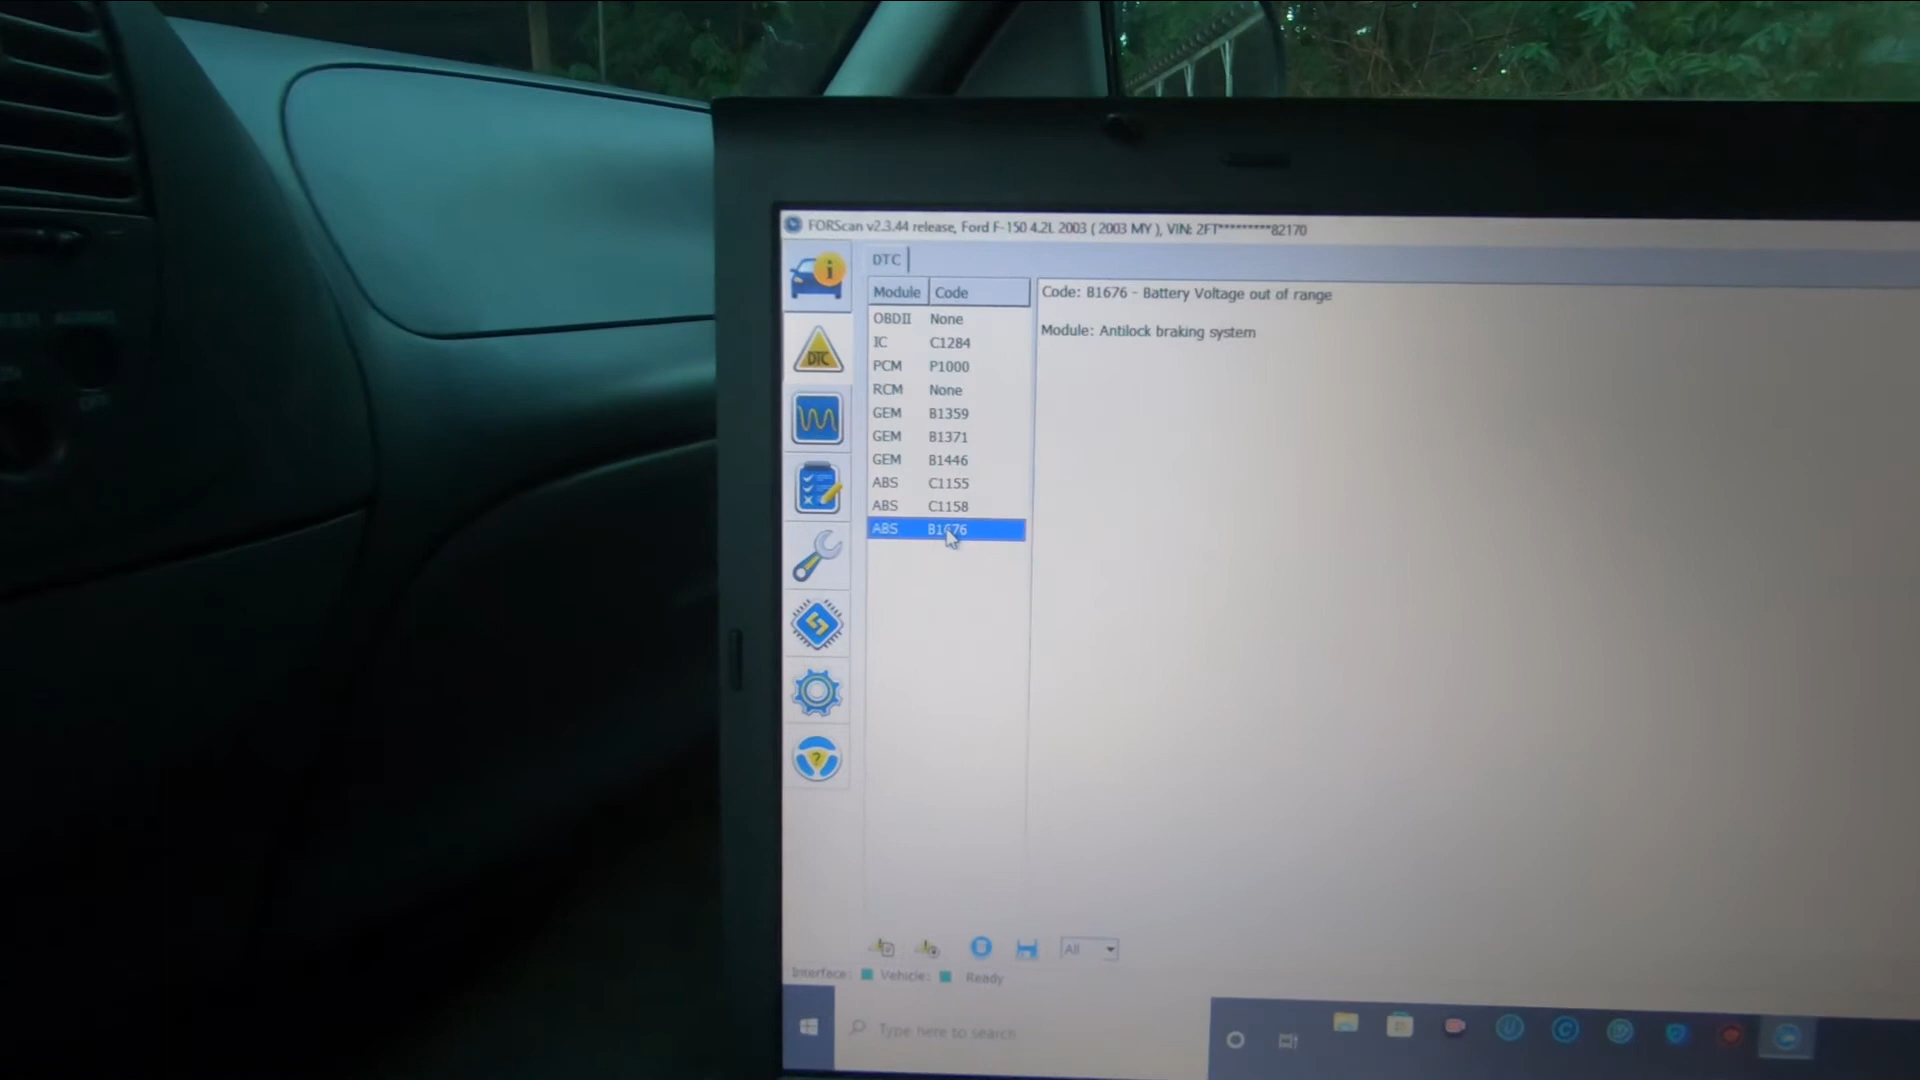 FORScan v2.3.44 release, Ford F-150 4.2L 2003 ( 2003 MY ), VIN: 2FT*********82170
DTC
Module Code
OBDII None
IC C1284
PCM P1000
RCM None
GEM B1359
GEM B1371
GEM B1446
ABS C1155
ABS C1158
ABS B1676
Code: B1676 - Battery Voltage out of range
Module: Antilock braking system
DTC
All
Interface: Vehicle: Ready
Type here to search